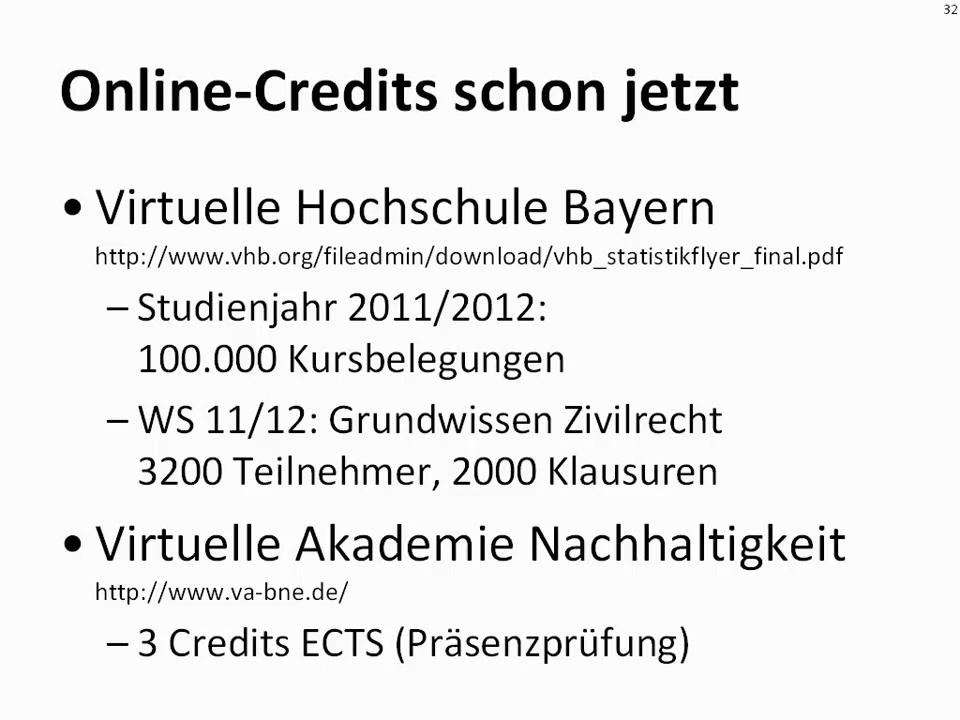 32
Online-Credits schon jetzt
• Virtuelle Hochschule Bayern
http://www.vhb.org/fileadmin/download/vhb_statistikflyer_final.pdf
– Studienjahr 2011/2012:
100.000 Kursbelegungen
– WS 11/12: Grundwissen Zivilrecht
3200 Teilnehmer, 2000 Klausuren
• Virtuelle Akademie Nachhaltigkeit
http://www.va-bne.de/
– 3 Credits ECTS (Präsenzprüfung)